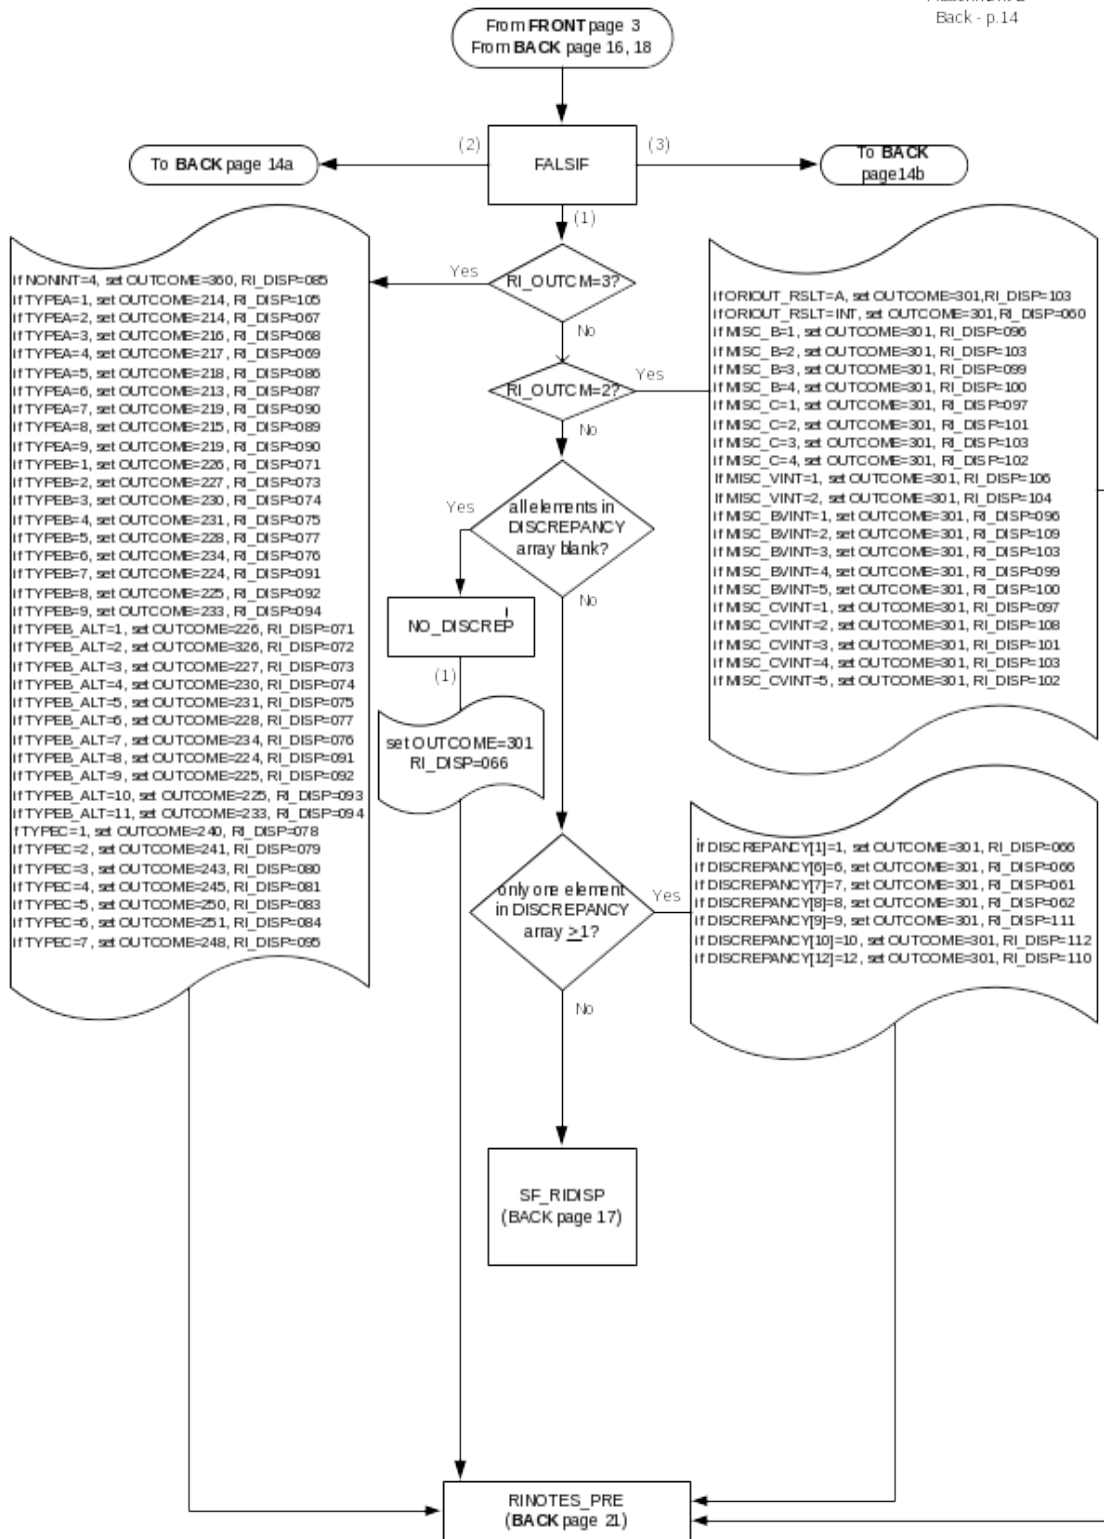 Back - p.14
From FRONT page 3
From BACK page 16, 18
(2)
(3)
To BACK page 14a
FALSIF
To BACK
page14b
(1)
Yes
RI_OUTCM=3?
No
RI_OUTCM=2?
Yes
No
if NONINT=4, set OUTCOME=360, RI_DISP=085
if TYPEA=1, set OUTCOME=214, RI_DISP=105
if TYPEA=2, set OUTCOME=214, RI_DISP=067
if TYPEA=3, set OUTCOME=216, RI_DISP=068
if TYPEA=4, set OUTCOME=217, RI_DISP=069
if TYPEA=5, set OUTCOME=218, RI_DISP=086
if TYPEA=6, set OUTCOME=213, RI_DISP=087
if TYPEA=7, set OUTCOME=219, RI_DISP=090
if TYPEA=8, set OUTCOME=215, RI_DISP=089
if TYPEA=9, set OUTCOME=219, RI_DISP=090
if TYPEB=1, set OUTCOME=226, RI_DISP=071
if TYPEB=2, set OUTCOME=227, RI_DISP=073
if TYPEB=3, set OUTCOME=230, RI_DISP=074
if TYPEB=4, set OUTCOME=231, RI_DISP=075
if TYPEB=5, set OUTCOME=228, RI_DISP=077
if TYPEB=6, set OUTCOME=234, RI_DISP=076
if TYPEB=7, set OUTCOME=224, RI_DISP=091
if TYPEB=8, set OUTCOME=225, RI_DISP=092
if TYPEB=9, set OUTCOME=233, RI_DISP=094
if TYPEB_ALT=1, set OUTCOME=226, RI_DISP=071
if TYPEB_ALT=2, set OUTCOME=326, RI_DISP=072
if TYPEB_ALT=3, set OUTCOME=227, RI_DISP=073
if TYPEB_ALT=4, set OUTCOME=230, RI_DISP=074
if TYPEB_ALT=5, set OUTCOME=231, RI_DISP=075
if TYPEB_ALT=6, set OUTCOME=228, RI_DISP=077
if TYPEB_ALT=7, set OUTCOME=234, RI_DISP=076
if TYPEB_ALT=8, set OUTCOME=224, RI_DISP=091
if TYPEB_ALT=9, set OUTCOME=225, RI_DISP=092
if TYPEB_ALT=10, set OUTCOME=225, RI_DISP=093
if TYPEB_ALT=11, set OUTCOME=233, RI_DISP=094
f TYPEC=1, set OUTCOME=240, RI_DISP=078
if TYPEC=2, set OUTCOME=241, RI_DISP=079
if TYPEC=3, set OUTCOME=243, RI_DISP=080
if TYPEC=4, set OUTCOME=245, RI_DISP=081
if TYPEC=5, set OUTCOME=250, RI_DISP=083
if TYPEC=6, set OUTCOME=251, RI_DISP=084
if TYPEC=7, set OUTCOME=248, RI_DISP=095
if ORIOUT_RSLT=A, set OUTCOME=301,RI_DISP=103
if ORIOUT_RSLT=INT, set OUTCOME=301,RI_DISP=060
if MISC_B=1, set OUTCOME=301, RI_DISP=096
if MISC_B=2, set OUTCOME=301, RI_DISP=103
if MISC_B=3, set OUTCOME=301, RI_DISP=099
if MISC_B=4, set OUTCOME=301, RI_DISP=100
if MISC_C=1, set OUTCOME=301, RI_DISP=097
if MISC_C=2, set OUTCOME=301, RI_DISP=101
if MISC_C=3, set OUTCOME=301, RI_DISP=103
if MISC_C=4, set OUTCOME=301, RI_DISP=102
If MISC_VINT=1, set OUTCOME=301, RI_DISP=106
if MISC_VINT=2, set OUTCOME=301, RI_DISP=104
if MISC_BVINT=1, set OUTCOME=301, RI_DISP=096
if MISC_BVINT=2, set OUTCOME=301, RI_DISP=109
if MISC_BVINT=3, set OUTCOME=301, RI_DISP=103
if MISC_BVINT=4, set OUTCOME=301, RI_DISP=099
if MISC_BVINT=5, set OUTCOME=301, RI_DISP=100
if MISC_CVINT=1, set OUTCOME=301, RI_DISP=097
if MISC_CVINT=2, set OUTCOME=301, RI_DISP=108
if MISC_CVINT=3, set OUTCOME=301, RI_DISP=101
if MISC_CVINT=4, set OUTCOME=301, RI_DISP=103
if MISC_CVINT=5, set OUTCOME=301, RI_DISP=102
Yes
all elements in
DISCREPANCY
array blank?
No
NO_DISCREP
(1)
set OUTCOME=301
RI_DISP=066
only one element
in DISCREPANCY
array >1?
Yes
No
if DISCREPANCY[1]=1, set OUTCOME=301, RI_DISP=066
if DISCREPANCY[6]=6, set OUTCOME=301, RI_DISP=066
if DISCREPANCY[7]=7, set OUTCOME=301, RI_DISP=061
if DISCREPANCY[8]=8, set OUTCOME=301, RI_DISP=062
if DISCREPANCY[9]=9, set OUTCOME=301, RI_DISP=111
if DISCREPANCY[10]=10, set OUTCOME=301, RI_DISP=112
if DISCREPANCY[12]=12, set OUTCOME=301, RI_DISP=110
SF_RIDISP
(BACK page 17)
RINOTES_PRE
(BACK page 21)